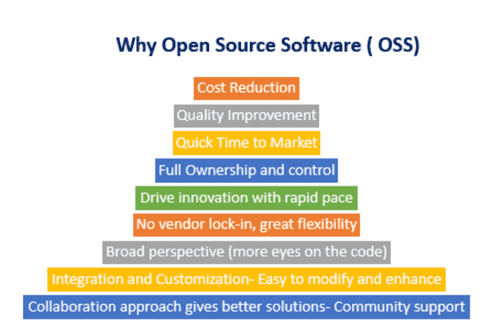 Why Open Source Software ( OSS)
Cost Reduction
Quality Improvement
Quick Time to Market
Full Ownership and control
Drive innovation with rapid pace
No vendor lock-in, great flexibility
Broad perspective (more eyes on the code)
Integration and Customization- Easy to modify and enhance
Collaboration approach gives better solutions- Community support